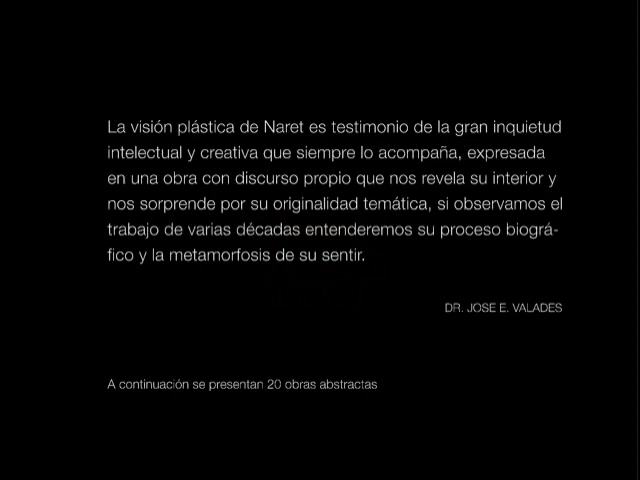 La visión plástica de Naret es testimonio de la gran inquietud
intelectual y creativa que siempre lo acompaña, expresada
en una obra con discurso propio que nos revela su interior y
nos sorprende por su originalidad temática, si observamos el
trabajo de varias décadas entenderemos su proceso biográ-
fico y la metamorfosis de su sentir.
DR. JOSE E. VALADES
A continuación se presentan 20 obras abstractas